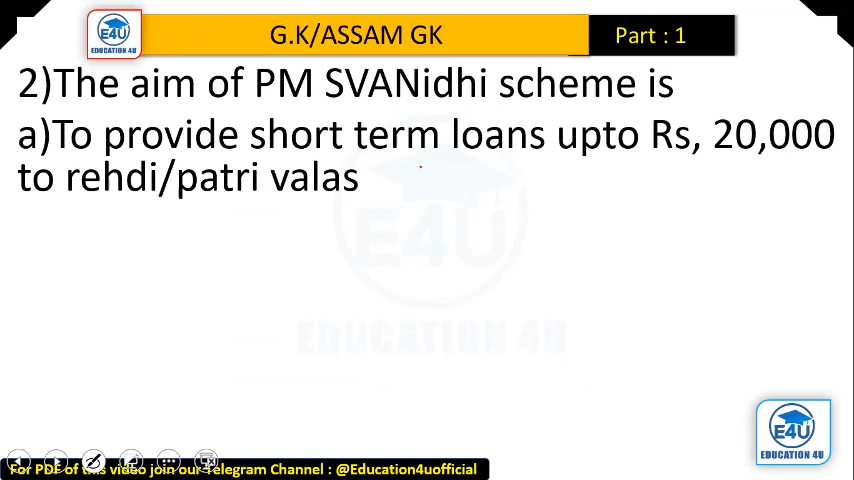 E4U
EDUCATION 4U
G.K/ASSAM GK
Part : 1
2)The aim of PM SVANidhi scheme is
a)To provide short term loans upto Rs, 20,000
to rehdi/patri valas
E4U
EDUCATION 4U
E4U
EDUCATION 4U
For PDF of this video join our Telegram Channel : @Education4uofficial